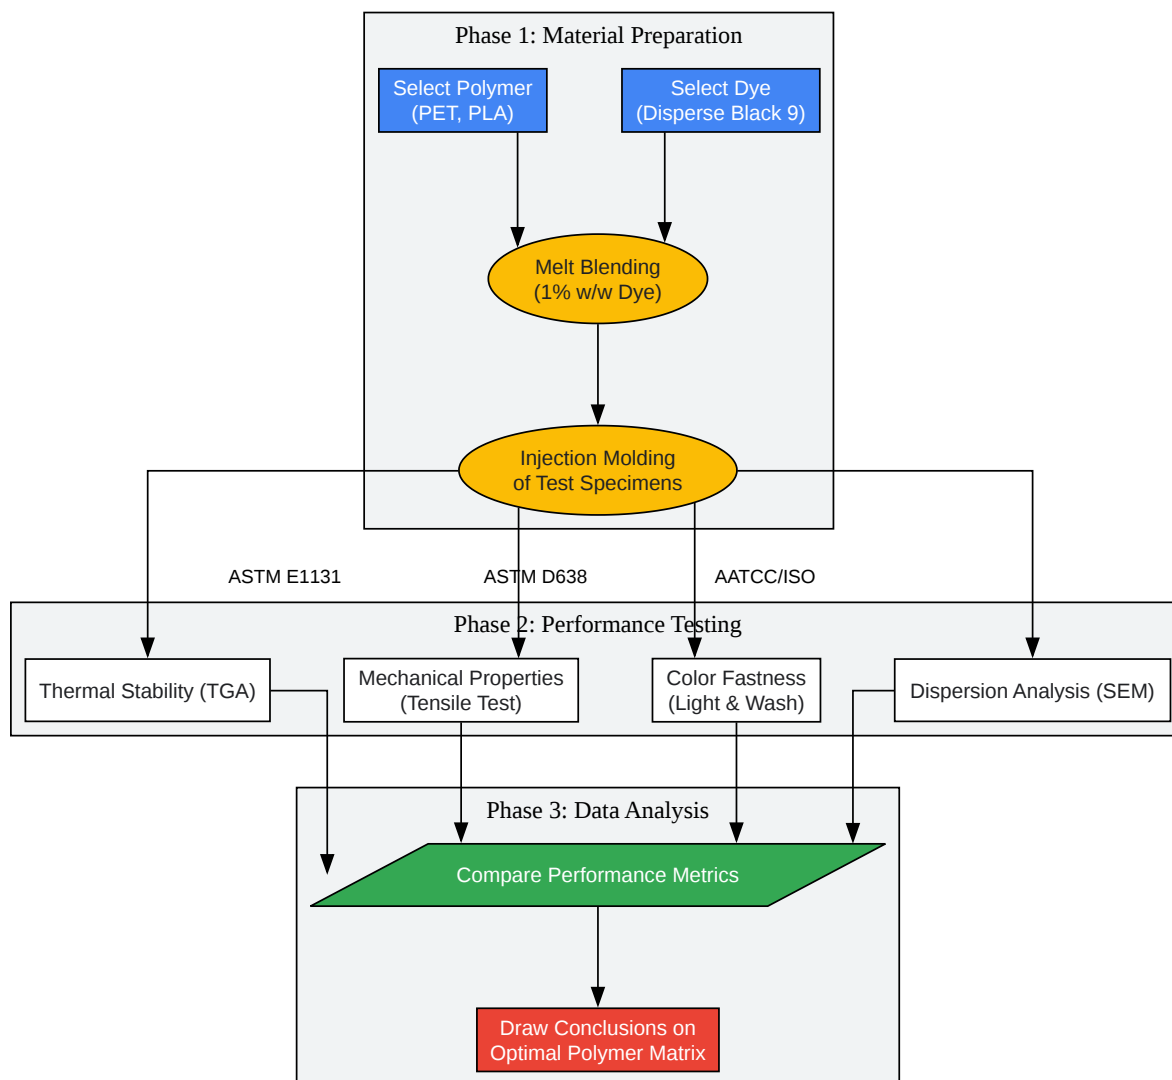 Phase 1: Material Preparation
Select Polymer
(PET, PLA)
Select Dye
(Disperse Black 9)
Melt Blending
(1% w/w Dye)
Injection Molding
of Test Specimens
ASTM E1131
ASTM D638
AATCC/ISO
Phase 2: Performance Testing
Thermal Stability (TGA)
Mechanical Properties
(Tensile Test)
Color Fastness
(Light & Wash)
Dispersion Analysis (SEM)
Phase 3: Data Analysis
Compare Performance Metrics
Draw Conclusions on
Optimal Polymer Matrix